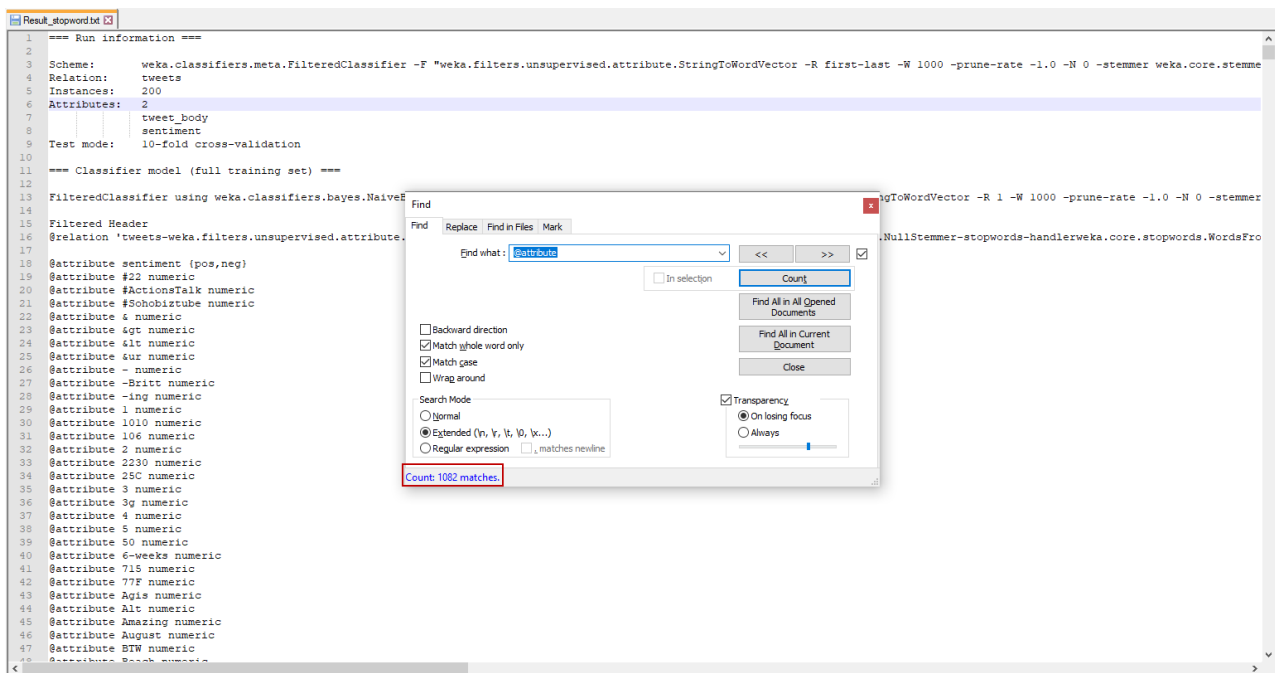 Result_stopword.txt
1 === Run information ===
2
3 Scheme: weka.classifiers.meta.FilteredClassifier -F "weka.filters.unsupervised.attribute.StringToWordVector -R first-last -W 1000 -prune-rate -1.0 -N 0 -stemmer weka.core.stemme
4 Relation: tweets
5 Instances: 200
6 Attributes: 2
7 tweet_body
8 sentiment
9 Test mode: 10-fold cross-validation
10
11 === Classifier model (full training set) ===
12
13 FilteredClassifier using weka.classifiers.bayes.NaiveB gToWordVector -R 1 -W 1000 -prune-rate -1.0 -N 0 -stemmer
14
15 Filtered Header
16 @relation 'tweets-weka.filters.unsupervised.attribute. .NullStemmer-stopwords-handlerweka.core.stopwords.WordsFro
17
18 @attribute sentiment {pos,neg}
19 @attribute #22 numeric
20 @attribute #ActionsTalk numeric
21 @attribute #Sohobiztube numeric
22 @attribute & numeric
23 @attribute &gt numeric
24 @attribute &lt numeric
25 @attribute &ur numeric
26 @attribute - numeric
27 @attribute -Britt numeric
28 @attribute -ing numeric
29 @attribute 1 numeric
30 @attribute 1010 numeric
31 @attribute 106 numeric
32 @attribute 2 numeric
33 @attribute 2230 numeric
34 @attribute 25C numeric
35 @attribute 3 numeric
36 @attribute 3g numeric
37 @attribute 4 numeric
38 @attribute 5 numeric
39 @attribute 50 numeric
40 @attribute 6-weeks numeric
41 @attribute 715 numeric
42 @attribute 77F numeric
43 @attribute Agis numeric
44 @attribute Alt numeric
45 @attribute Amazing numeric
46 @attribute August numeric
47 @attribute BTW numeric
Find
Find Replace Find in Files Mark
Find what : @attribute
<< >>
In selection
Count
Find All in All Opened
Documents
Find All in Current
Document
Close
Backward direction
Match whole word only
Match case
Wrap around
Search Mode
Normal
Extended (\n, \r, \t, \0, \x...)
Regular expression
. matches newline
Transparency
On losing focus
Always
Count: 1082 matches.